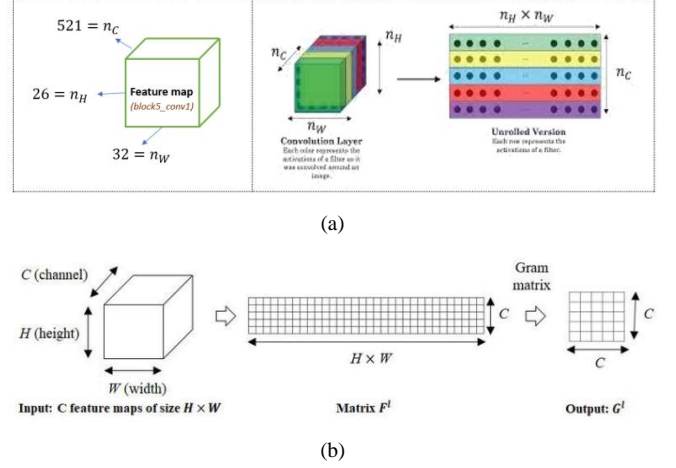 521 = n_C
26 = n_H
Feature map
(block5_conv1)
32 = n_W
n_C
n_H
n_W
Convolution Layer
Each color represents the
activations of a filter as it
was convolved around an
image.
n_H × n_W
...
...
...
...
n_C
Unrolled Version
Each row represents the
activations of a filter.
(a)
C (channel)
H (height)
W (width)
Input: C feature maps of size H × W
C
H × W
Matrix F^l
Gram
matrix
C
C
Output: G^l
(b)